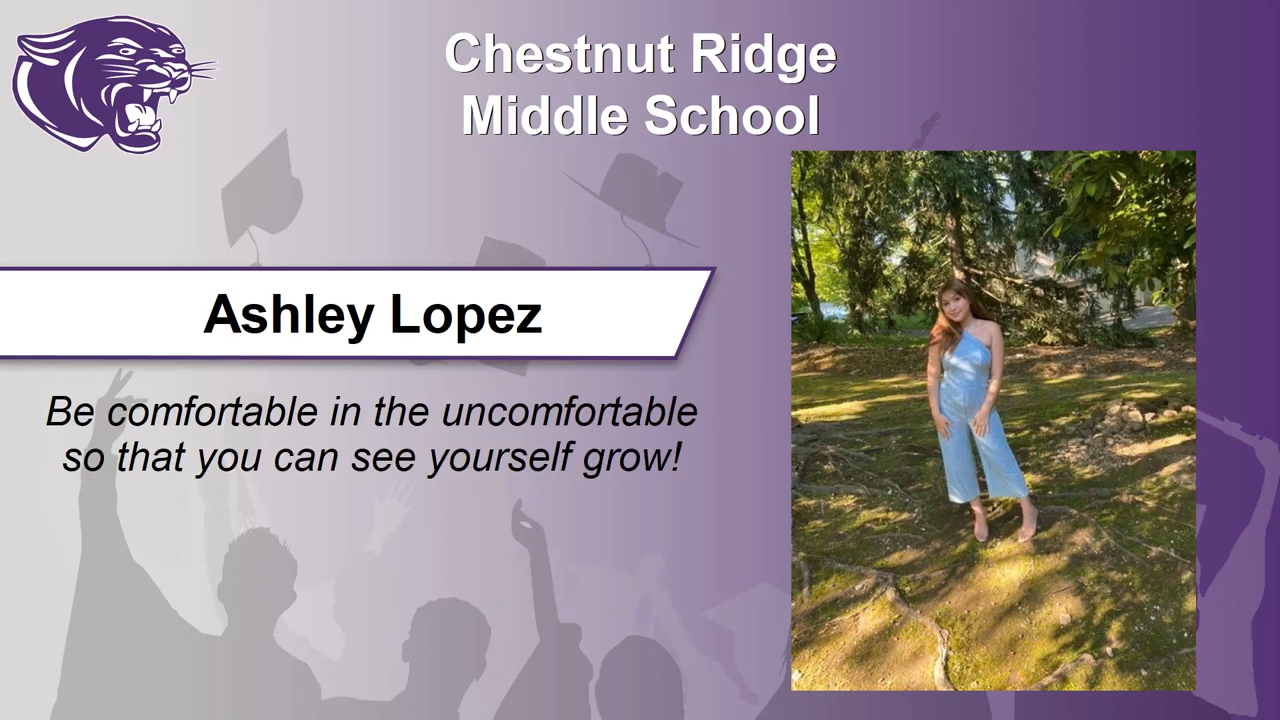 Chestnut Ridge
Middle School
Ashley Lopez
Be comfortable in the uncomfortable
so that you can see yourself grow!